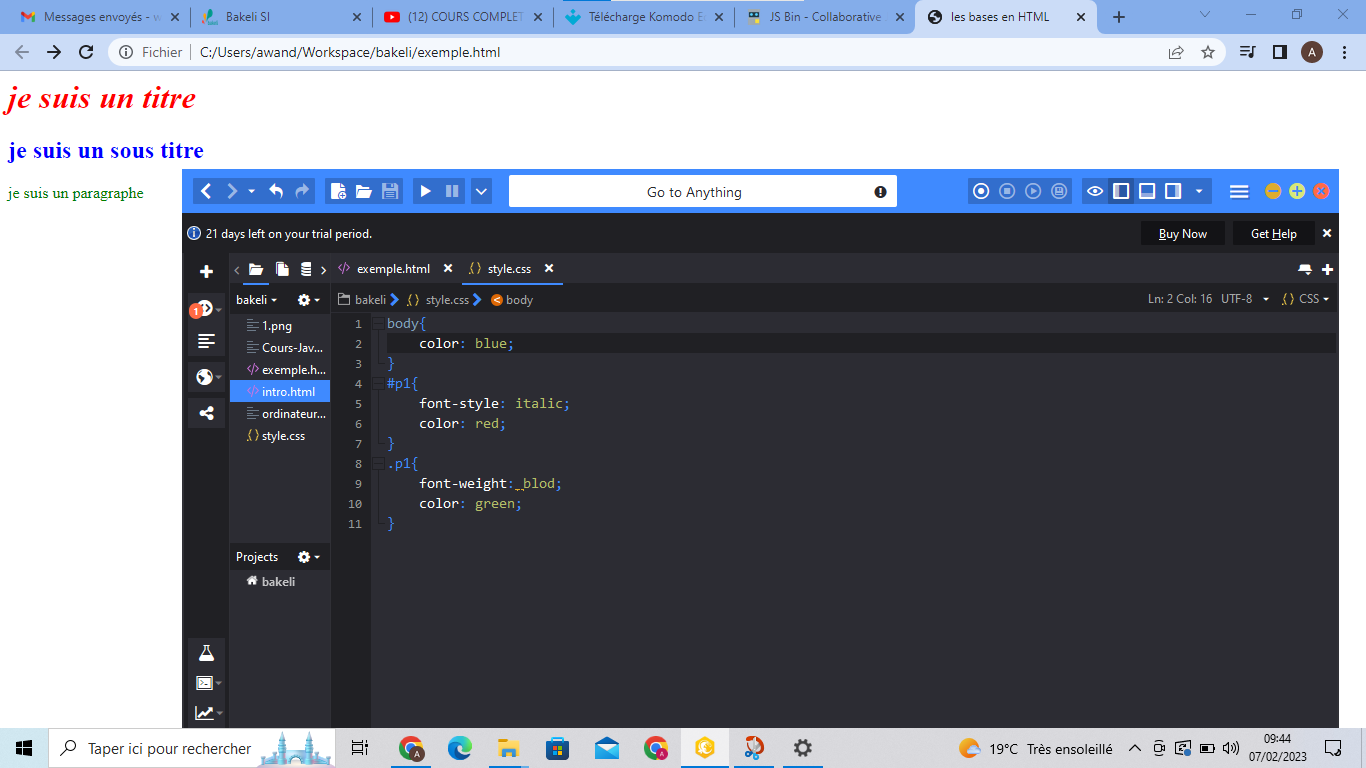 Messages envoyés - w
Bakeli SI
(12) COURS COMPLET
Télécharge Komodo E
JS Bin - Collaborative
les bases en HTML
Fichier
C:/Users/awand/Workspace/bakeli/exemple.html
A
je suis un titre
je suis un sous titre
je suis un paragraphe
Go to Anything
21 days left on your trial period.
Buy Now
Get Help
exemple.html
style.css
bakeli
bakeli
style.css
body
Ln: 2 Col: 16
UTF-8
CSS
1
1.png
Cours-Jav...
exemple.h...
intro.html
ordinateur...
style.css
Projects
bakeli
1 body{
2 color: blue;
3 }
4 #p1{
5 font-style: italic;
6 color: red;
7 }
8 .p1{
9 font-weight: blod;
10 color: green;
11 }
Taper ici pour rechercher
19°C Très ensoleillé
09:44
07/02/2023